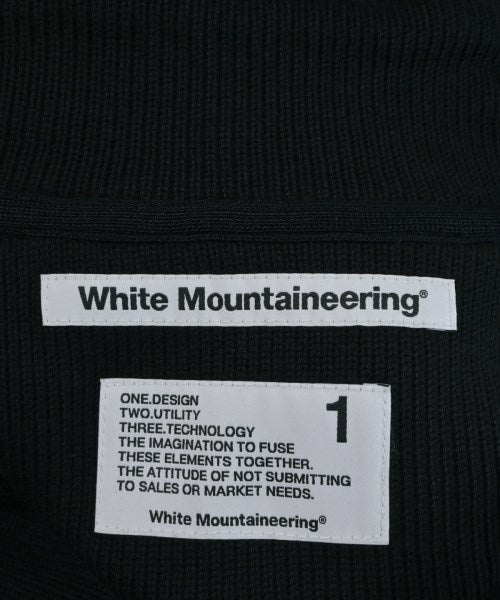 White Mountaineering®
ONE.DESIGN
TWO.UTILITY
THREE.TECHNOLOGY
THE IMAGINATION TO FUSE
THESE ELEMENTS TOGETHER.
THE ATTITUDE OF NOT SUBMITTING
TO SALES OR MARKET NEEDS.
1
White Mountaineering®